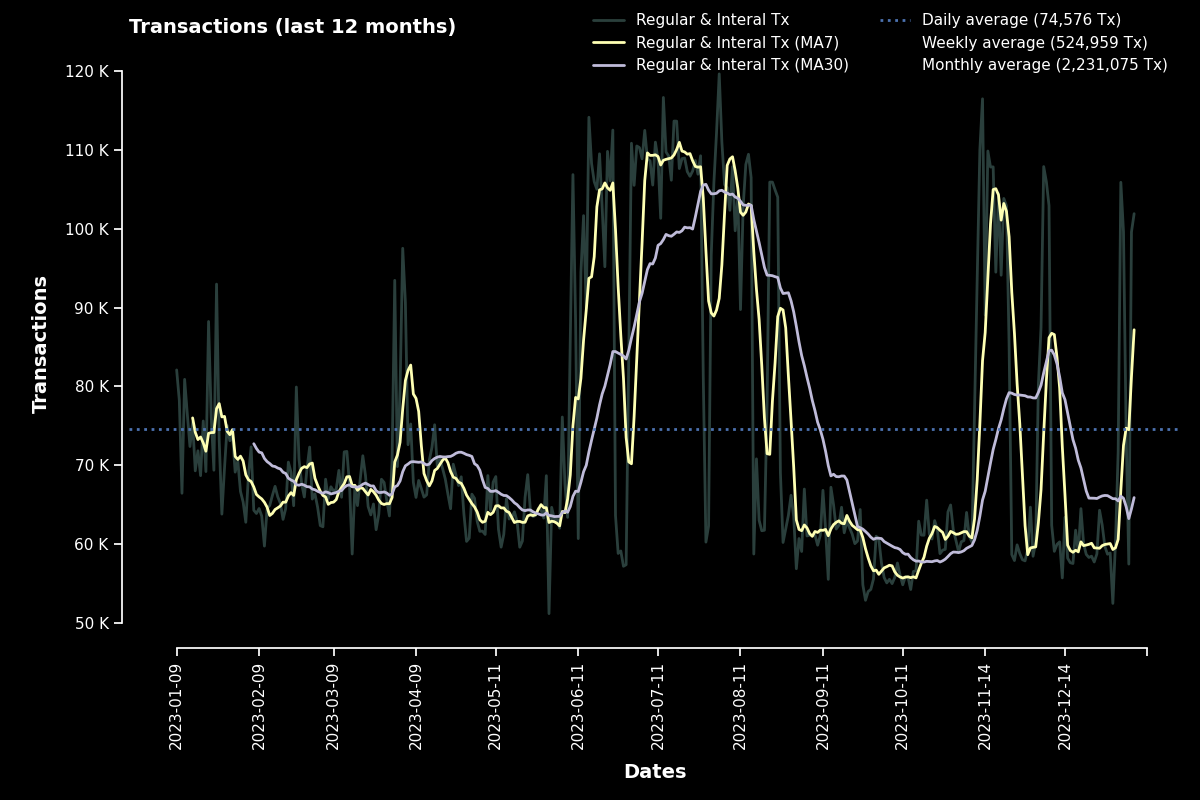 Transactions (last 12 months)
Regular & Interal Tx
Regular & Interal Tx (MA7)
Regular & Interal Tx (MA30)
Daily average (74,576 Tx)
Weekly average (524,959 Tx)
Monthly average (2,231,075 Tx)
120 K
110 K
100 K
90 K
80 K
70 K
60 K
50 K
Transactions
2023-01-09
2023-02-09
2023-03-09
2023-04-09
2023-05-11
2023-06-11
2023-07-11
2023-08-11
2023-09-11
2023-10-11
2023-11-14
2023-12-14
Dates